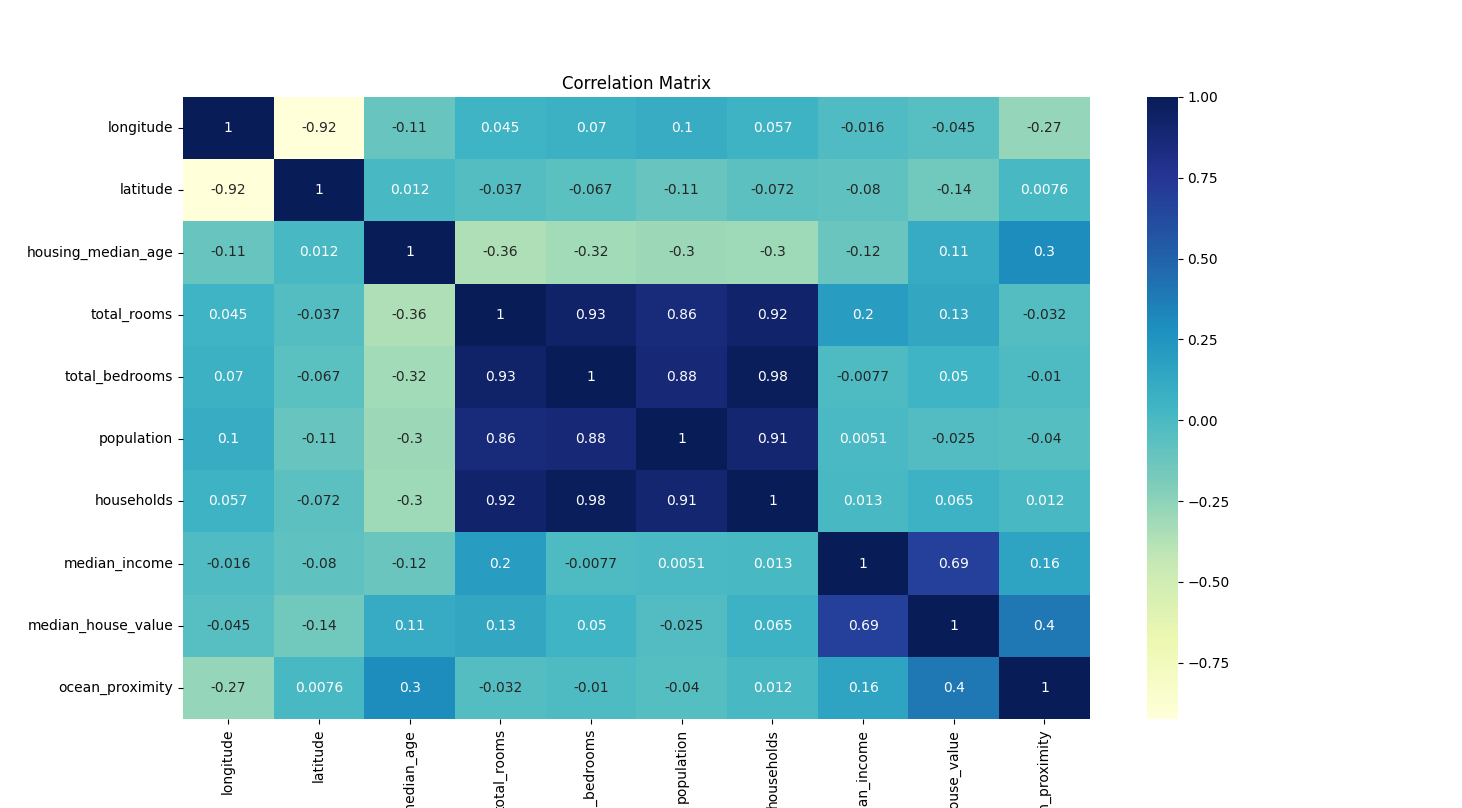 Correlation Matrix
longitude 1 -0.92 -0.11 0.045 0.07 0.1 0.057 -0.016 -0.045 -0.27
latitude -0.92 1 0.012 -0.037 -0.067 -0.11 -0.072 -0.08 -0.14 0.0076
housing_median_age -0.11 0.012 1 -0.36 -0.32 -0.3 -0.3 -0.12 0.11 0.3
total_rooms 0.045 -0.037 -0.36 1 0.93 0.86 0.92 0.2 0.13 -0.032
total_bedrooms 0.07 -0.067 -0.32 0.93 1 0.88 0.98 -0.0077 0.05 -0.01
population 0.1 -0.11 -0.3 0.86 0.88 1 0.91 0.0051 -0.025 -0.04
households 0.057 -0.072 -0.3 0.92 0.98 0.91 1 0.013 0.065 0.012
median_income -0.016 -0.08 -0.12 0.2 -0.0077 0.0051 0.013 1 0.69 0.16
median_house_value -0.045 -0.14 0.11 0.13 0.05 -0.025 0.065 0.69 1 0.4
ocean_proximity -0.27 0.0076 0.3 -0.032 -0.01 -0.04 0.012 0.16 0.4 1
longitude
latitude
median_age
total_rooms
_bedrooms
population
households
an_income
ouse_value
n_proximity
1.00
0.75
0.50
0.25
0.00
−0.25
−0.50
−0.75